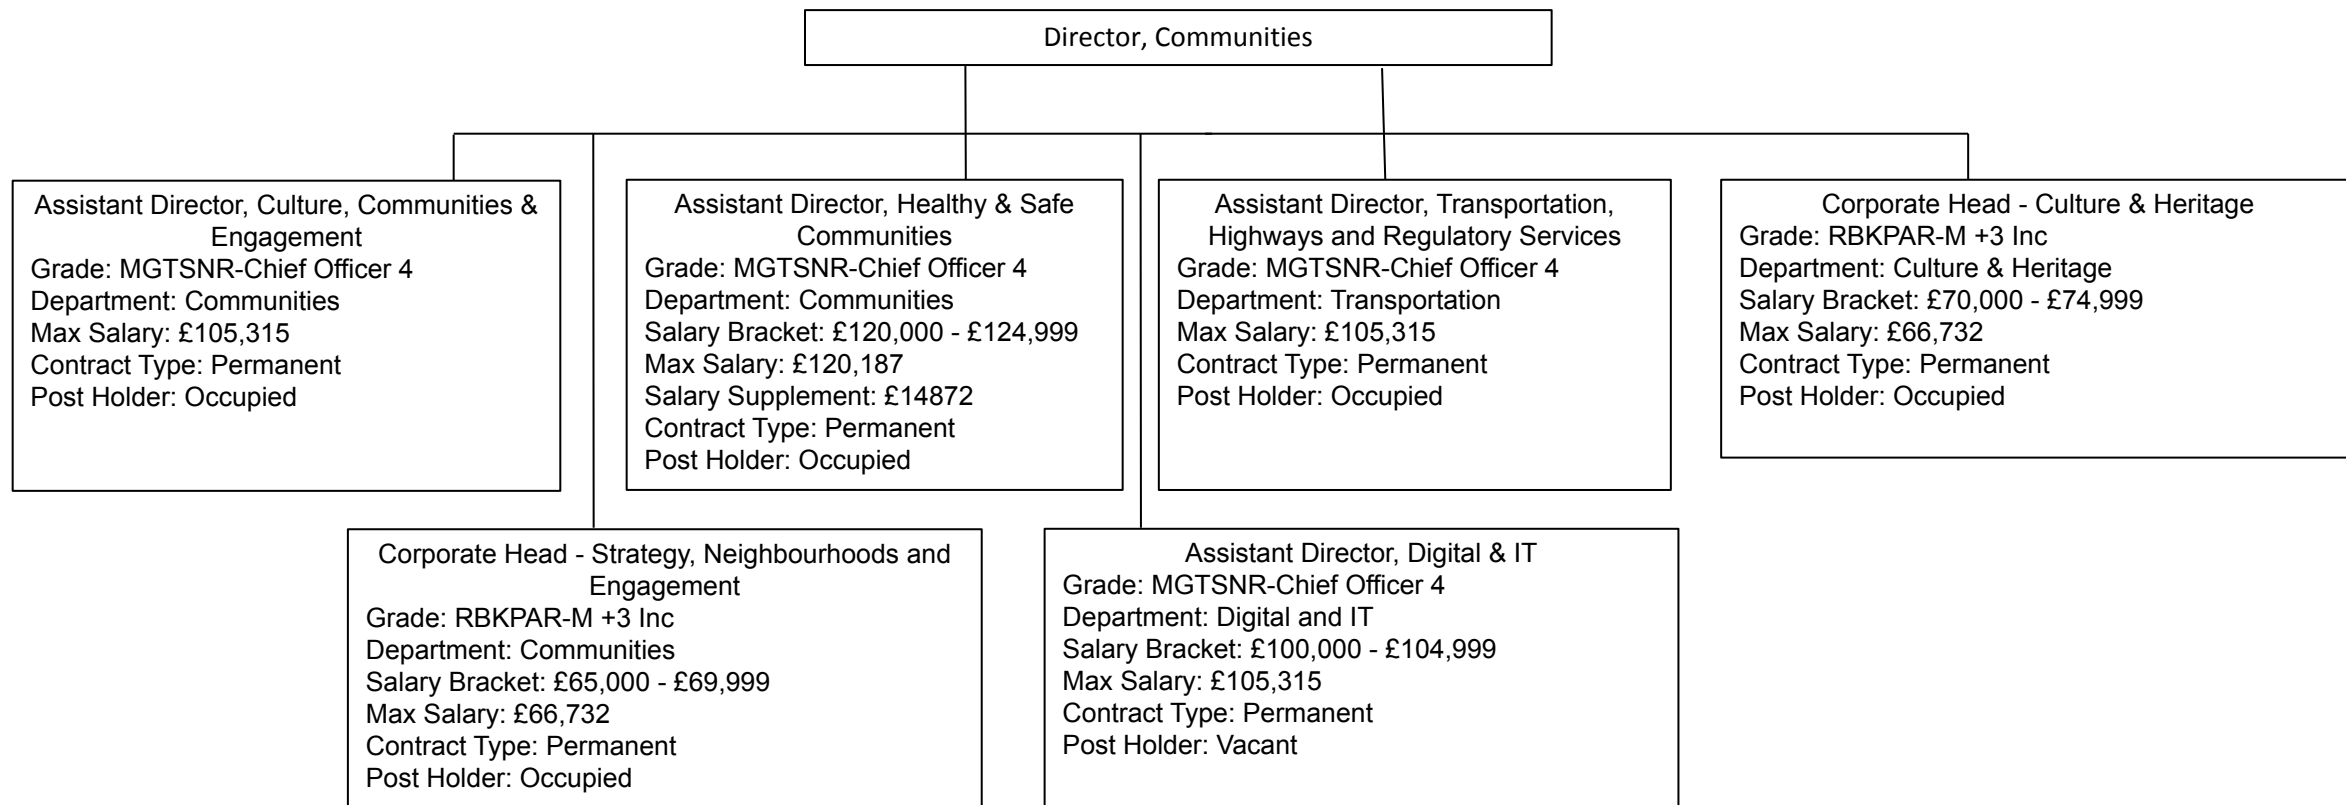 Director, Communities
Assistant Director, Culture, Communities &
Engagement
Grade: MGTSNR-Chief Officer 4
Department: Communities
Max Salary: £105,315
Contract Type: Permanent
Post Holder: Occupied
Assistant Director, Healthy & Safe
Communities
Grade: MGTSNR-Chief Officer 4
Department: Communities
Salary Bracket: £120,000 - £124,999
Max Salary: £120,187
Salary Supplement: £14872
Contract Type: Permanent
Post Holder: Occupied
Assistant Director, Transportation,
Highways and Regulatory Services
Grade: MGTSNR-Chief Officer 4
Department: Transportation
Max Salary: £105,315
Contract Type: Permanent
Post Holder: Occupied
Corporate Head - Culture & Heritage
Grade: RBKPAR-M +3 Inc
Department: Culture & Heritage
Salary Bracket: £70,000 - £74,999
Max Salary: £66,732
Contract Type: Permanent
Post Holder: Occupied
Corporate Head - Strategy, Neighbourhoods and
Engagement
Grade: RBKPAR-M +3 Inc
Department: Communities
Salary Bracket: £65,000 - £69,999
Max Salary: £66,732
Contract Type: Permanent
Post Holder: Occupied
Assistant Director, Digital & IT
Grade: MGTSNR-Chief Officer 4
Department: Digital and IT
Salary Bracket: £100,000 - £104,999
Max Salary: £105,315
Contract Type: Permanent
Post Holder: Vacant